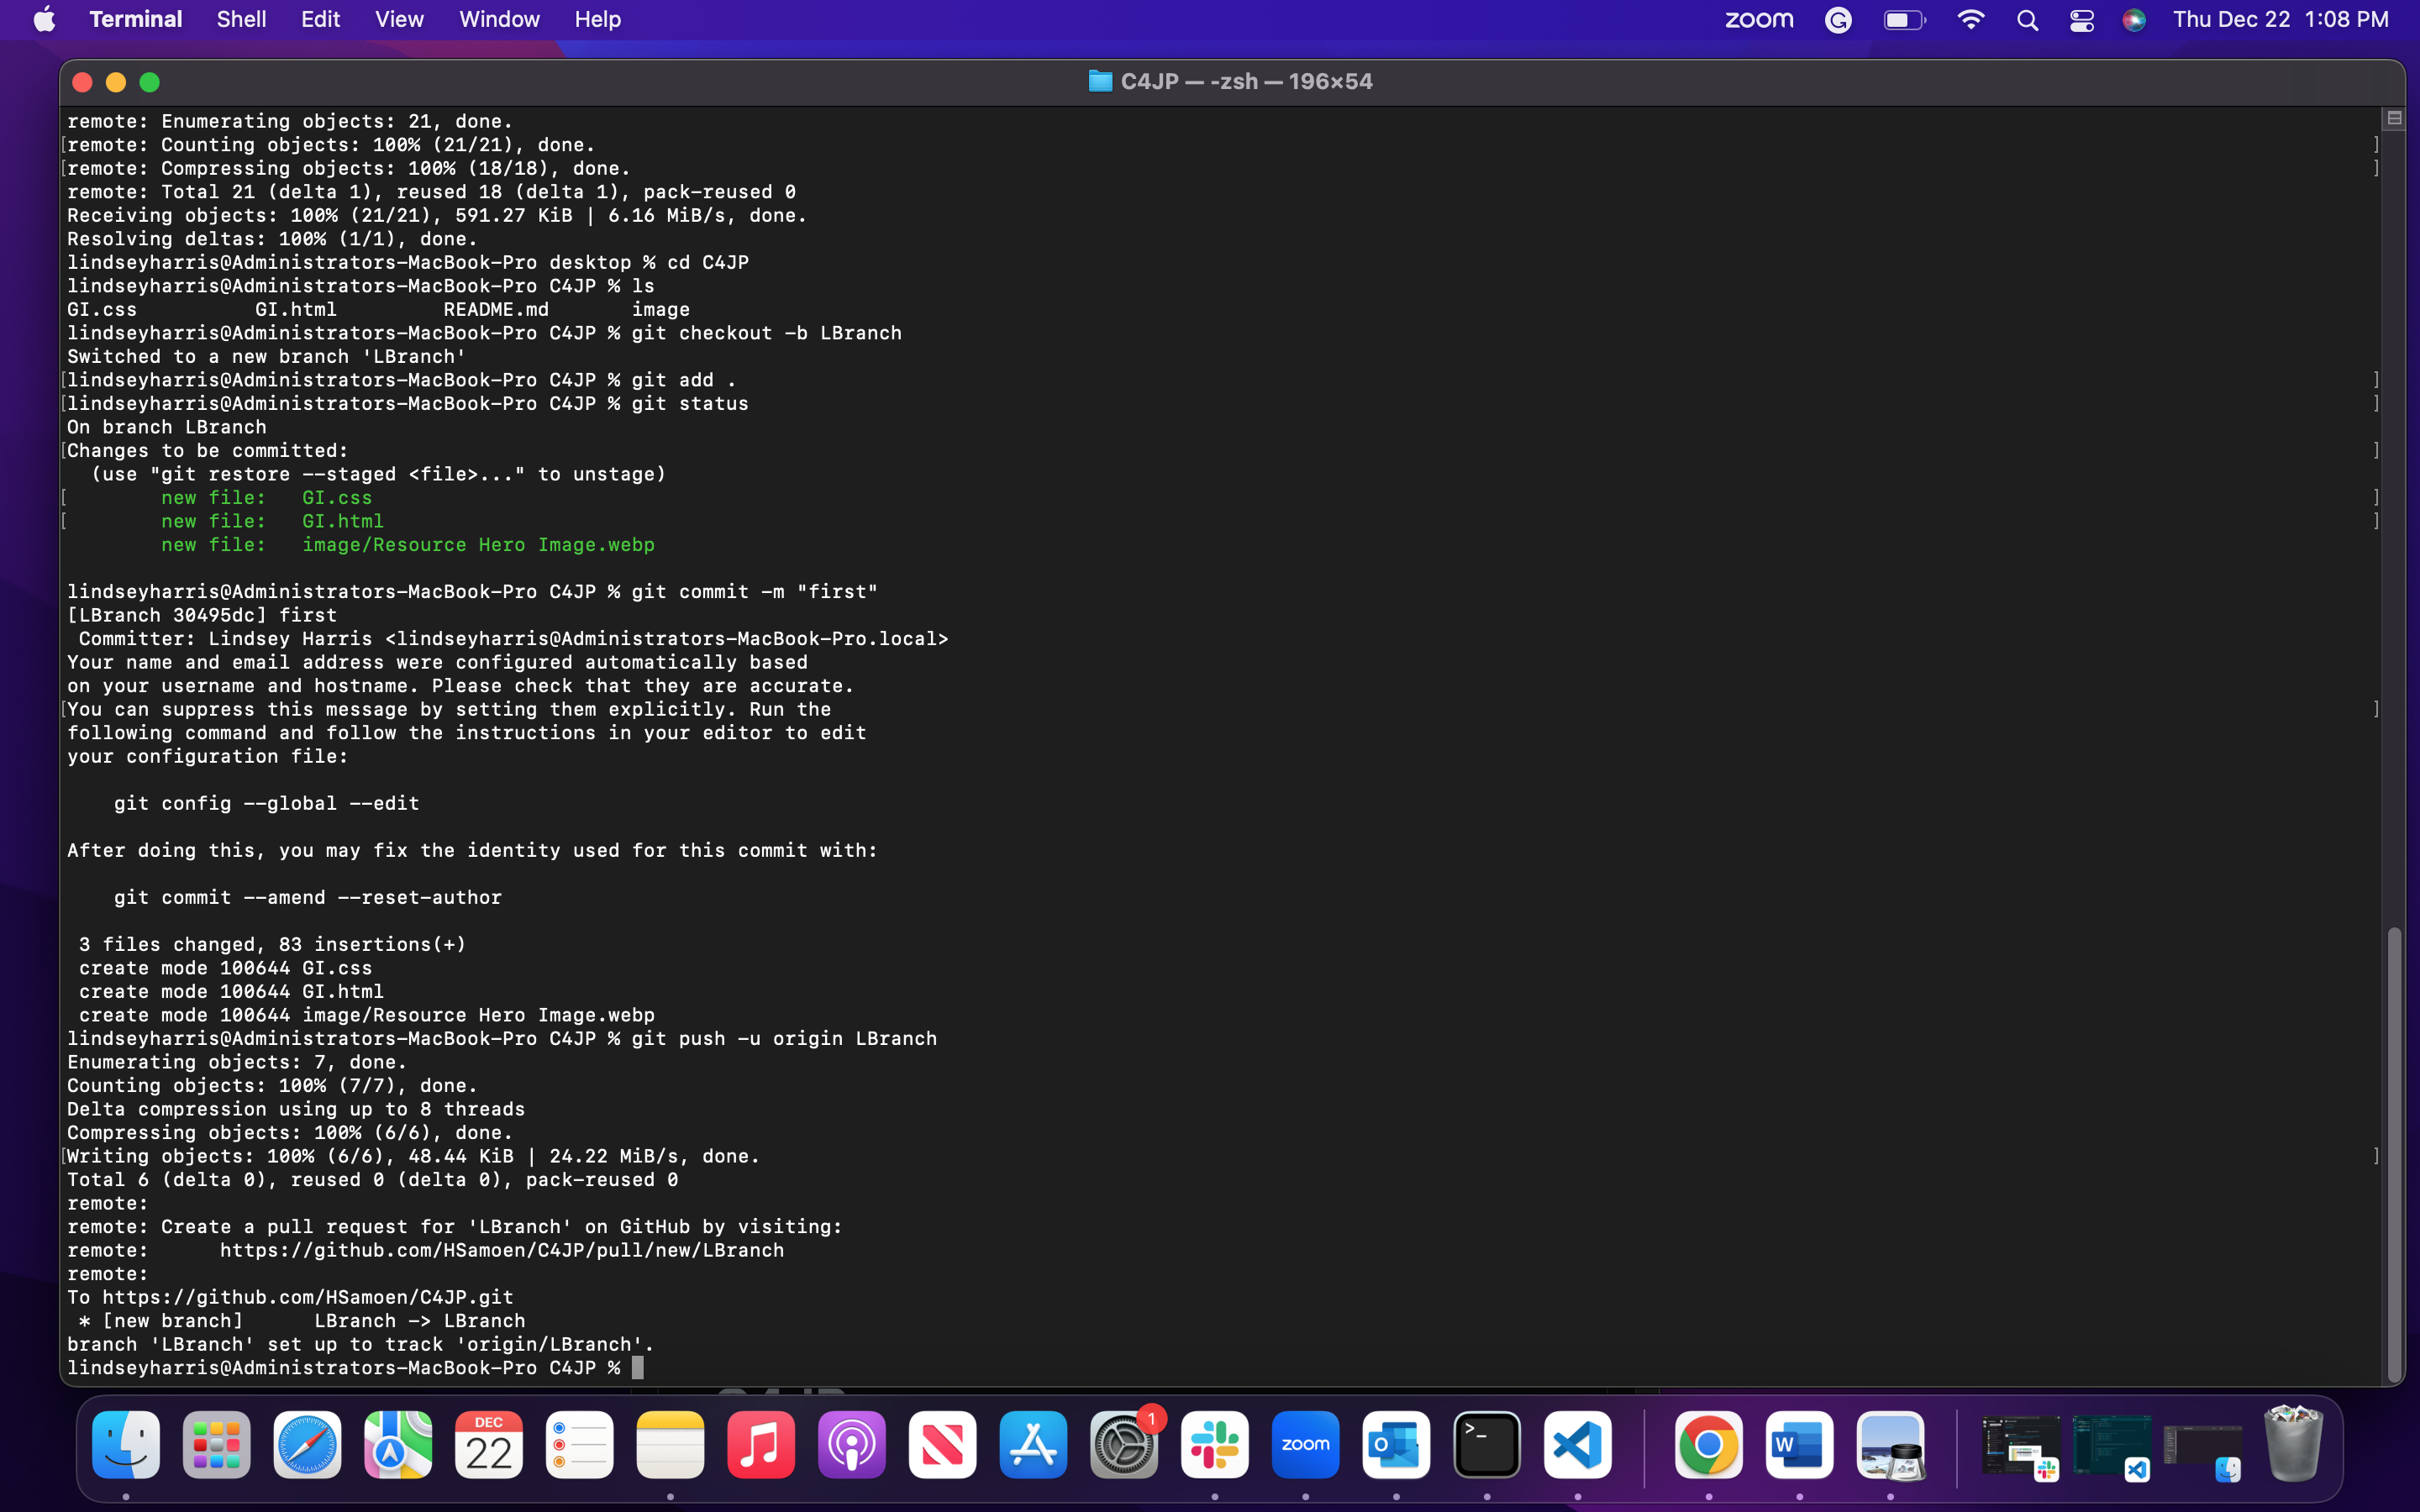 Terminal Shell Edit View Window Help zoom Thu Dec 22 1:08 PM
C4JP — -zsh — 196×54
remote: Enumerating objects: 21, done.
[remote: Counting objects: 100% (21/21), done. ]
[remote: Compressing objects: 100% (18/18), done. ]
remote: Total 21 (delta 1), reused 18 (delta 1), pack-reused 0
Receiving objects: 100% (21/21), 591.27 KiB | 6.16 MiB/s, done.
Resolving deltas: 100% (1/1), done.
lindseyharris@Administrators-MacBook-Pro desktop % cd C4JP
lindseyharris@Administrators-MacBook-Pro C4JP % ls
GI.css GI.html README.md image
lindseyharris@Administrators-MacBook-Pro C4JP % git checkout -b LBranch
Switched to a new branch 'LBranch'
[lindseyharris@Administrators-MacBook-Pro C4JP % git add . ]
[lindseyharris@Administrators-MacBook-Pro C4JP % git status ]
On branch LBranch
[Changes to be committed: ]
(use "git restore --staged <file>..." to unstage)
[ new file: GI.css ]
[ new file: GI.html ]
new file: image/Resource Hero Image.webp
lindseyharris@Administrators-MacBook-Pro C4JP % git commit -m "first"
[LBranch 30495dc] first
Committer: Lindsey Harris <lindseyharris@Administrators-MacBook-Pro.local>
Your name and email address were configured automatically based
on your username and hostname. Please check that they are accurate.
[You can suppress this message by setting them explicitly. Run the ]
following command and follow the instructions in your editor to edit
your configuration file:
git config --global --edit
After doing this, you may fix the identity used for this commit with:
git commit --amend --reset-author
3 files changed, 83 insertions(+)
create mode 100644 GI.css
create mode 100644 GI.html
create mode 100644 image/Resource Hero Image.webp
lindseyharris@Administrators-MacBook-Pro C4JP % git push -u origin LBranch
Enumerating objects: 7, done.
Counting objects: 100% (7/7), done.
Delta compression using up to 8 threads
Compressing objects: 100% (6/6), done.
[Writing objects: 100% (6/6), 48.44 KiB | 24.22 MiB/s, done. ]
Total 6 (delta 0), reused 0 (delta 0), pack-reused 0
remote:
remote: Create a pull request for 'LBranch' on GitHub by visiting:
remote: https://github.com/HSamoen/C4JP/pull/new/LBranch
remote:
To https://github.com/HSamoen/C4JP.git
* [new branch] LBranch -> LBranch
branch 'LBranch' set up to track 'origin/LBranch'.
lindseyharris@Administrators-MacBook-Pro C4JP %
DEC
22
1
zoom
O
>_
W